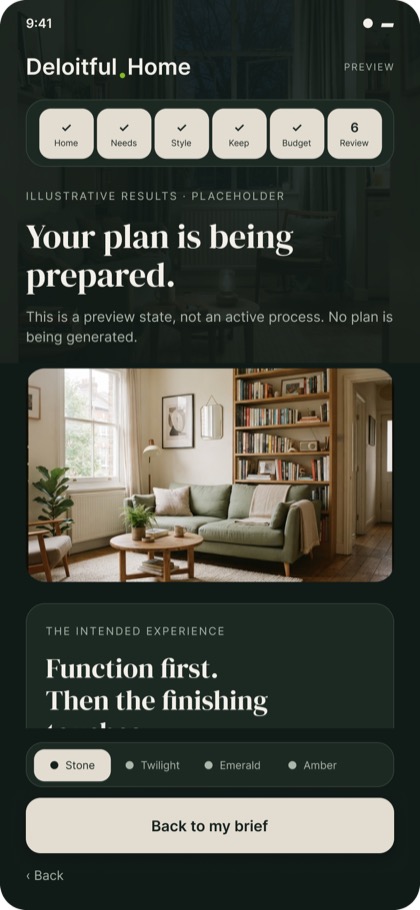 9:41
Deloitful.Home
PREVIEW
✓ ✓ ✓ ✓ ✓ 6
Home Needs Style Keep Budget Review
ILLUSTRATIVE RESULTS · PLACEHOLDER
Your plan is being
prepared.
This is a preview state, not an active process. No plan is
being generated.
THE INTENDED EXPERIENCE
Function first.
Then the finishing
Stone Twilight Emerald Amber
Back to my brief
‹ Back